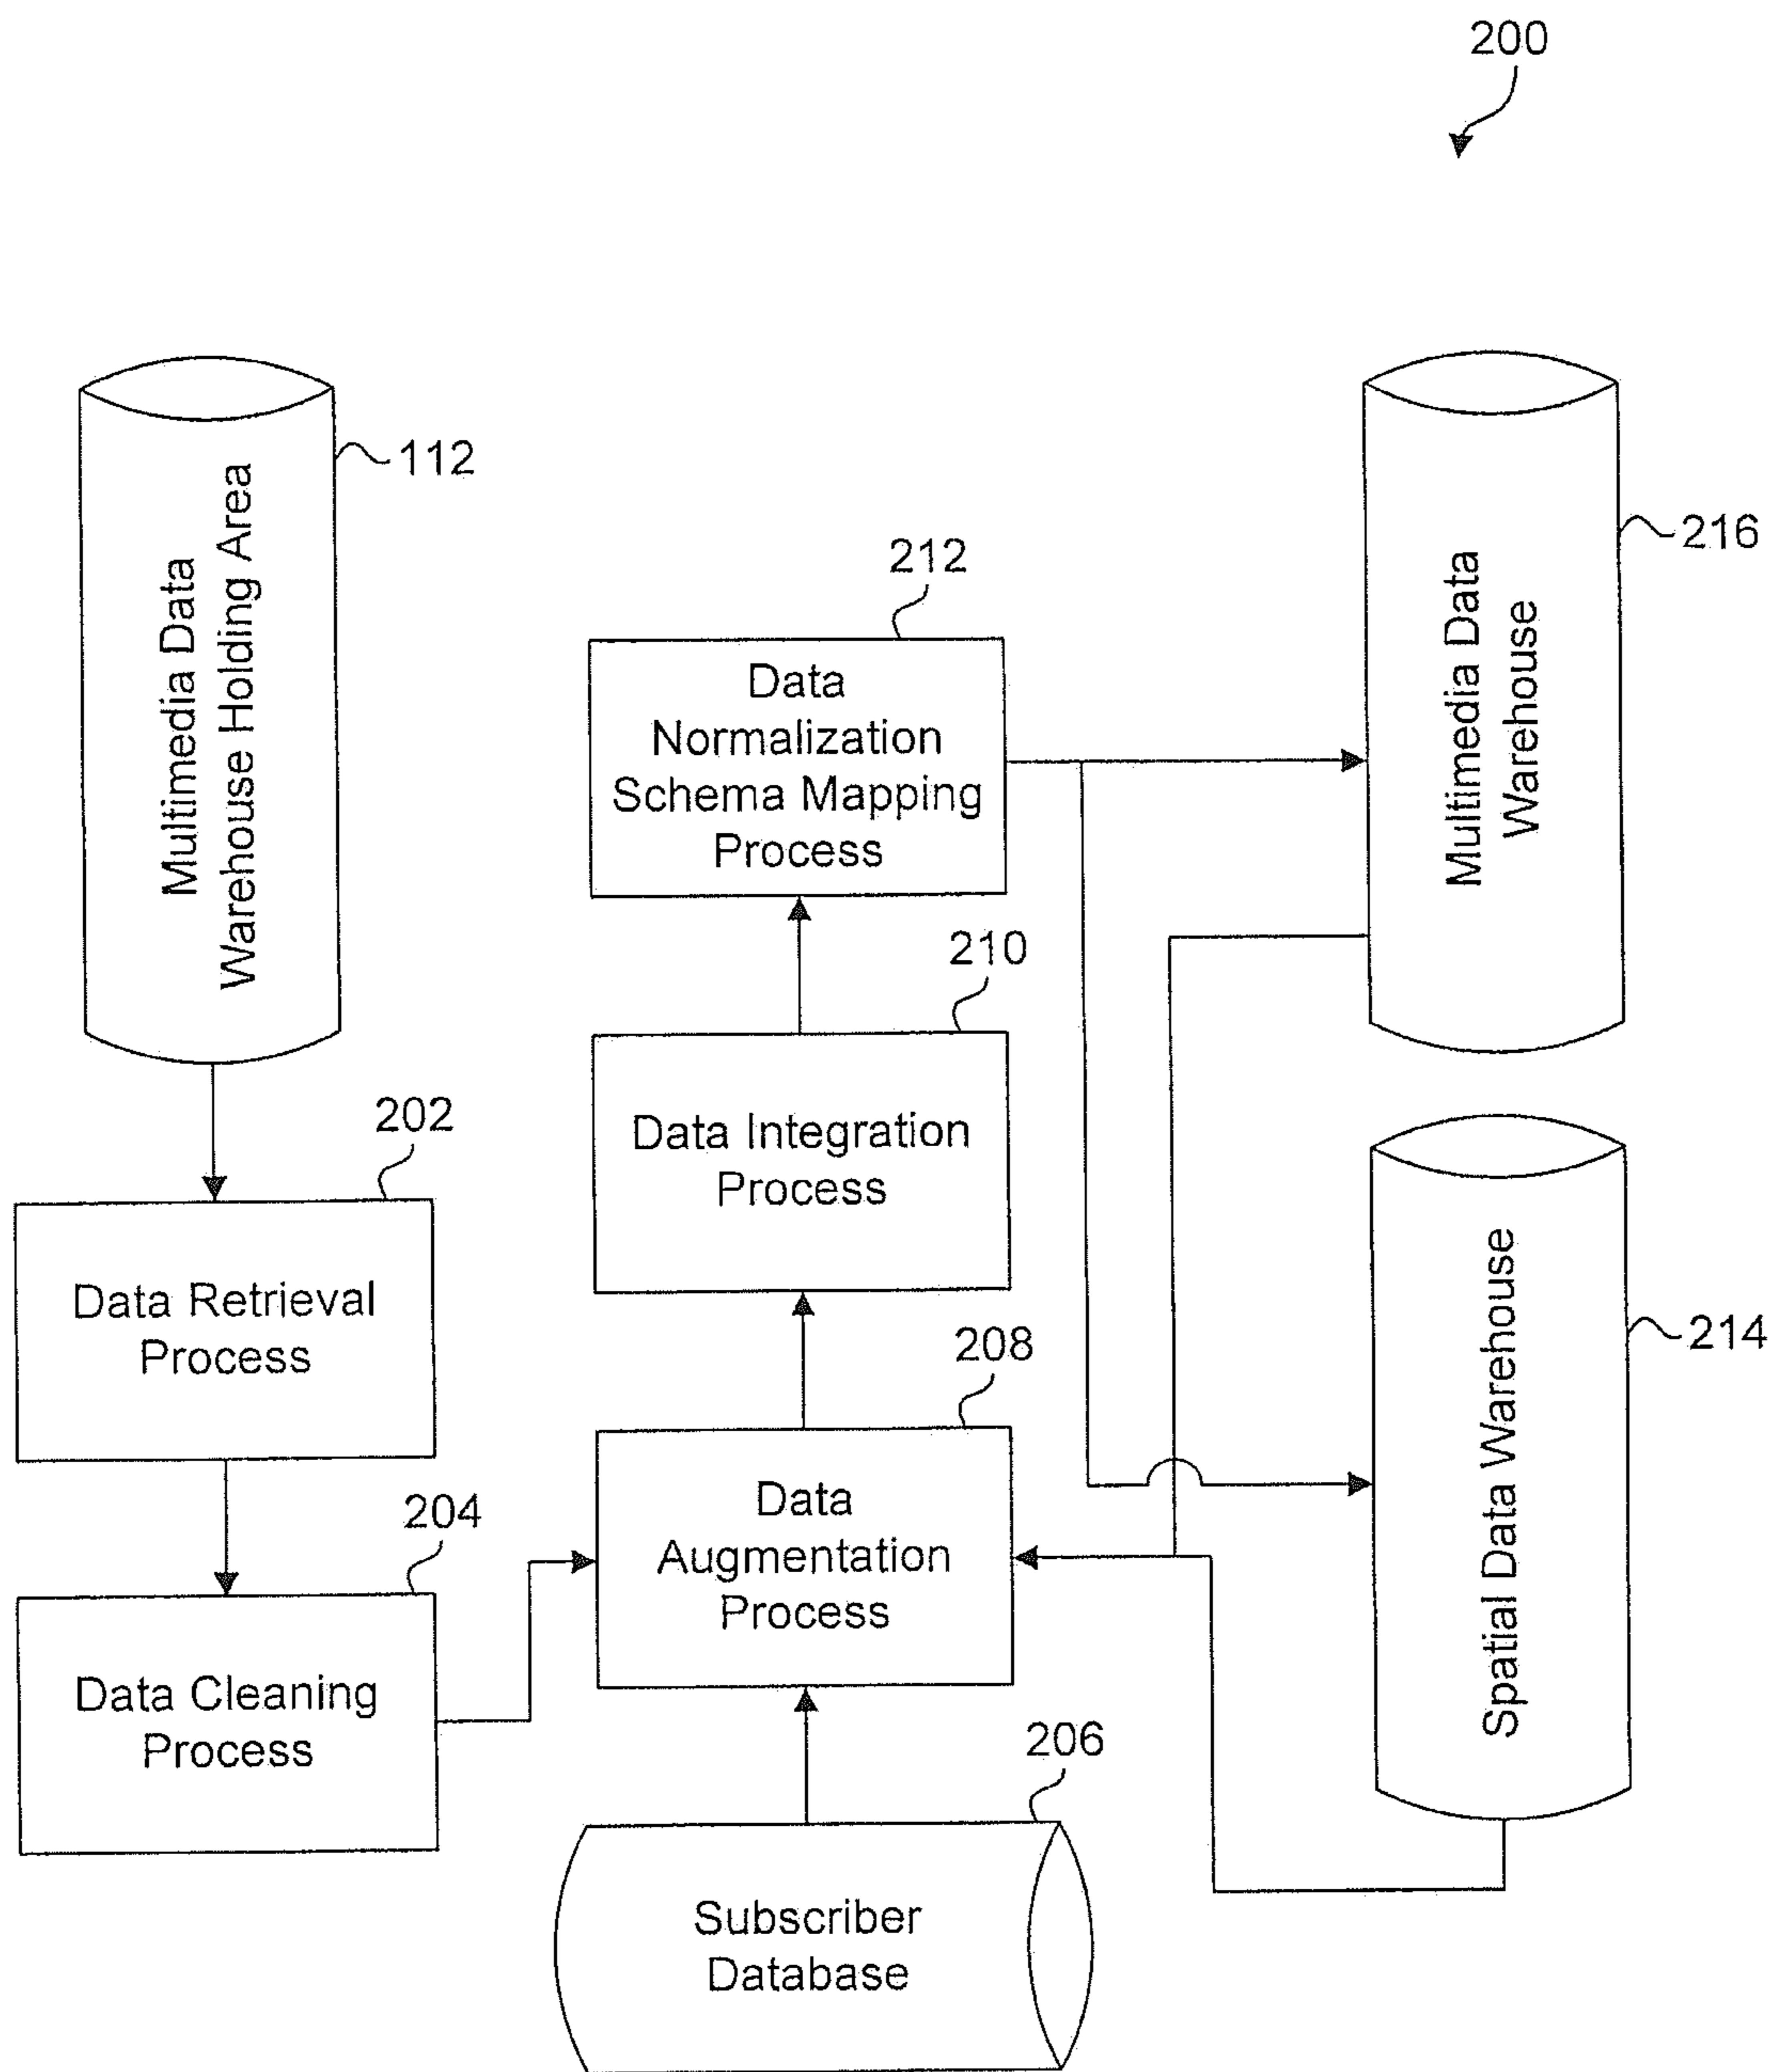 200
Multimedia Data
Warehouse Holding Area
112
212
Data
Normalization
Schema Mapping
Process
Multimedia Data
Warehouse
216
210
Data Integration
Process
202
Data Retrieval
Process
Spatial Data Warehouse
214
208
Data
Augmentation
Process
204
Data Cleaning
Process
206
Subscriber
Database